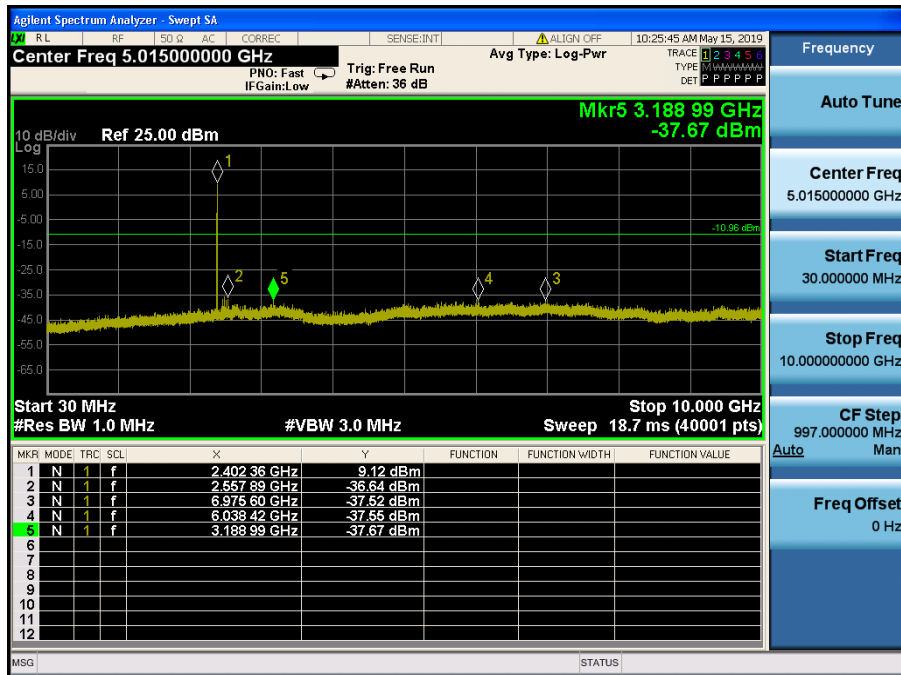 Agilent Spectrum Analyzer - Swept SA
LXI RL RF 50 Ω AC CORREC SENSE:INT ALIGN OFF 10:25:45 AM May 15, 2019
Center Freq 5.015000000 GHz
PNO: Fast
IFGain:Low
Trig: Free Run
#Atten: 36 dB
Avg Type: Log-Pwr
TRACE 1 2 3 4 5 6
TYPE M WWWWW
DET P P P P P P
Mkr5 3.188 99 GHz
-37.67 dBm
10 dB/div Ref 25.00 dBm
Log
15.0
5.00
-5.00
-15.0
-25.0
-35.0
-45.0
-55.0
-65.0
-10.96 dBm
1
2
5
4
3
Start 30 MHz Stop 10.000 GHz
#Res BW 1.0 MHz #VBW 3.0 MHz Sweep 18.7 ms (40001 pts)
MKR MODE TRC SCL X Y FUNCTION FUNCTION WIDTH FUNCTION VALUE
1 N 1 f 2.402 36 GHz 9.12 dBm
2 N 1 f 2.557 89 GHz -36.64 dBm
3 N 1 f 6.975 60 GHz -37.52 dBm
4 N 1 f 6.038 42 GHz -37.55 dBm
5 N 1 f 3.188 99 GHz -37.67 dBm
6
7
8
9
10
11
12
MSG STATUS
Frequency
Auto Tune
Center Freq
5.015000000 GHz
Start Freq
30.000000 MHz
Stop Freq
10.000000000 GHz
CF Step
997.000000 MHz
Auto Man
Freq Offset
0 Hz